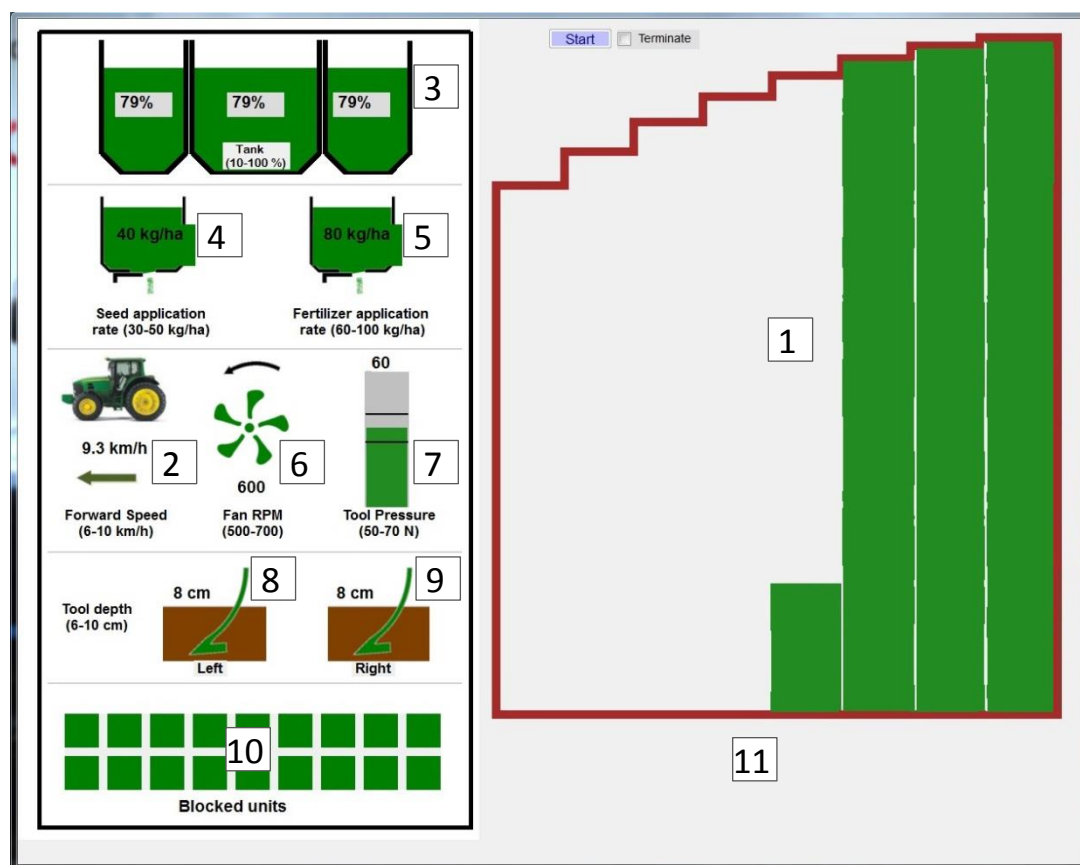 Start Terminate
3
79% 79% 79%
Tank
(10-100 %)
40 kg/ha 4 80 kg/ha 5
Seed application
rate (30-50 kg/ha)
Fertilizer application
rate (60-100 kg/ha)
1
60
9.3 km/h 2 6 7
600
Forward Speed
(6-10 km/h)
Fan RPM
(500-700)
Tool Pressure
(50-70 N)
8 9
8 cm 8 cm
Tool depth
(6-10 cm)
Left Right
10
11
Blocked units